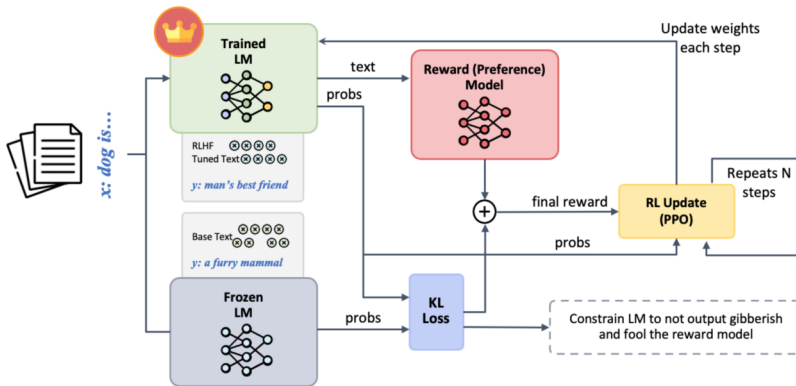 Update weights
each step
Trained
LM
text
probs
Reward (Preference)
Model
x: dog is...
RLHF
Tuned Text
y: man's best friend
Repeats N
steps
final reward
RL Update
(PPO)
probs
Base Text
y: a furry mammal
Frozen
LM
probs
KL
Loss
Constrain LM to not output gibberish
and fool the reward model